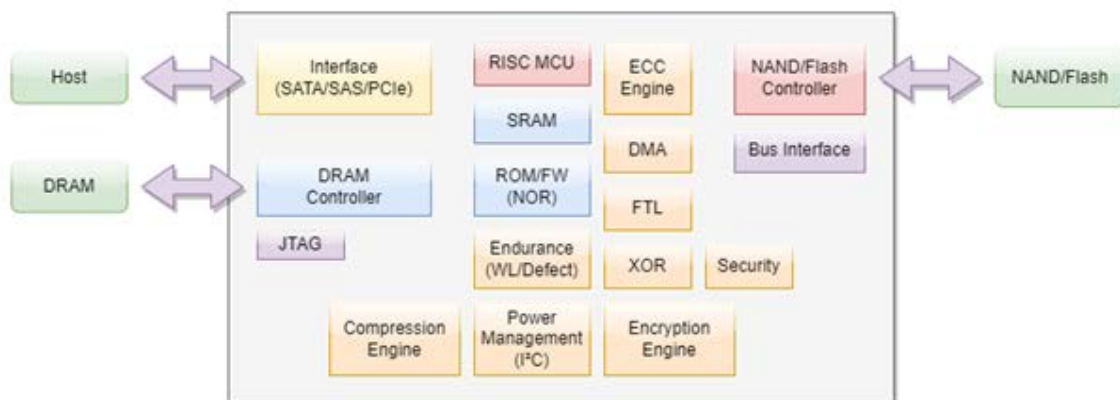 Host
DRAM
Interface
(SATA/SAS/PCIe)
DRAM
Controller
JTAG
RISC MCU
SRAM
ROM/FW
(NOR)
Endurance
(WL/Defect)
ECC
Engine
DMA
FTL
XOR
Security
NAND/Flash
Controller
Bus Interface
Compression
Engine
Power
Management
(I²C)
Encryption
Engine
NAND/Flash